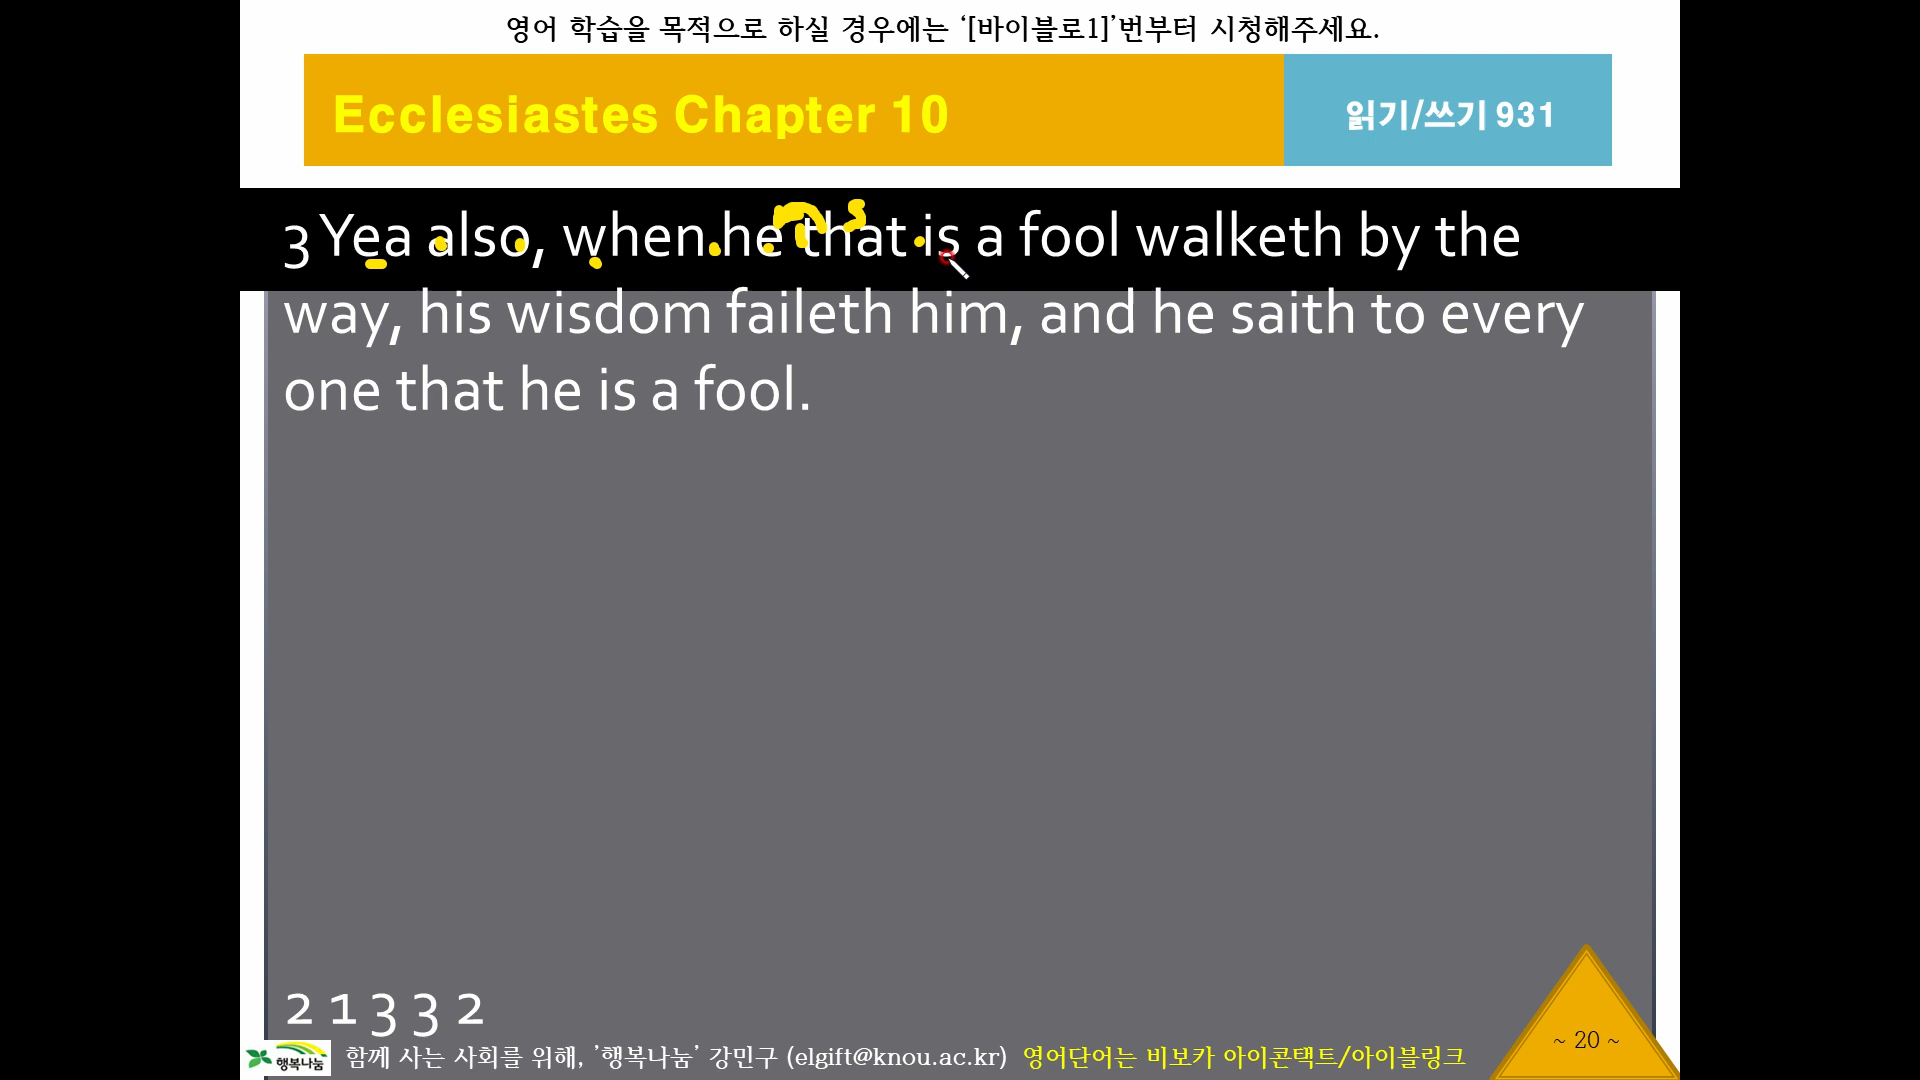 영어 학습을 목적으로 하실 경우에는 ‘[바이블로1]’번부터 시청해주세요.
Ecclesiastes Chapter 10
읽기/쓰기 931
3 Yea also, when he that is a fool walketh by the
way, his wisdom faileth him, and he saith to every
one that he is a fool.
2 1 3 3 2
~ 20 ~
행복나눔
함께 사는 사회를 위해, ’행복나눔’ 강민구 (elgift@knou.ac.kr) 영어단어는 비보카 아이콘택트/아이블링크